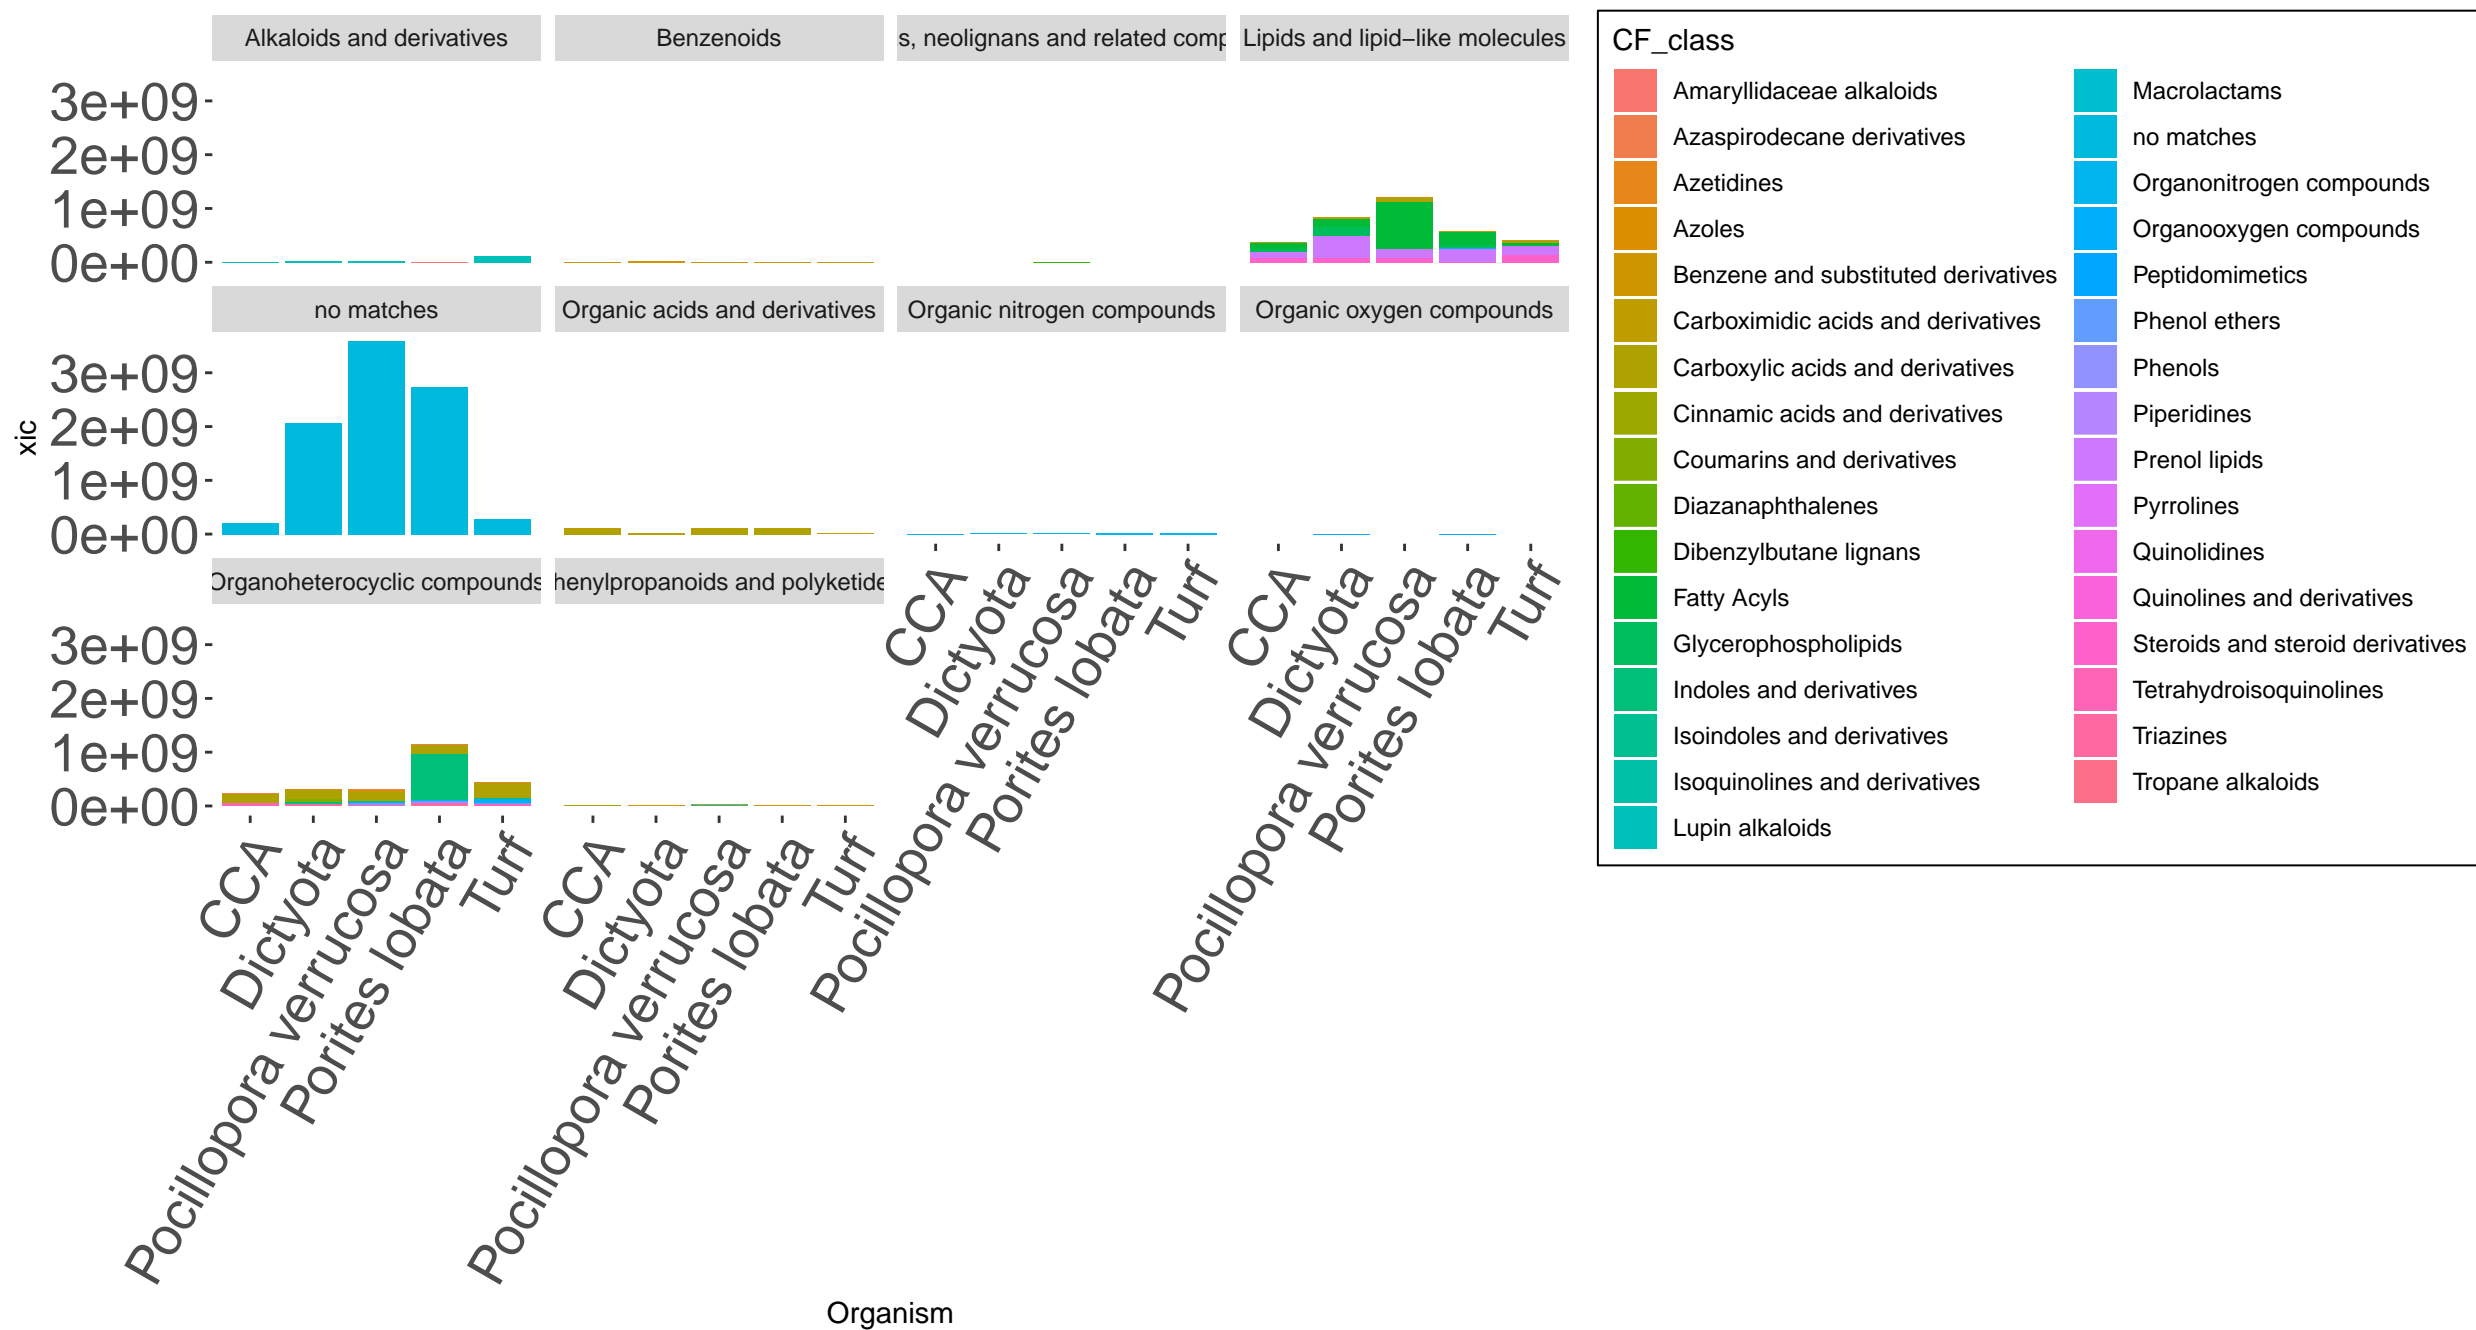 Alkaloids and derivatives
Benzenoids
s, neolignans and related comp
Lipids and lipid−like molecules
3e+09
2e+09
1e+09
0e+00
no matches
Organic acids and derivatives
Organic nitrogen compounds
Organic oxygen compounds
3e+09
2e+09
1e+09
0e+00
CCA
Dictyota
Pocillopora verrucosa
Porites lobata
Turf
CCA
Dictyota
Pocillopora verrucosa
Porites lobata
Turf
Organoheterocyclic compounds
henylpropanoids and polyketide
3e+09
2e+09
1e+09
0e+00
CCA
Dictyota
Pocillopora verrucosa
Porites lobata
Turf
CCA
Dictyota
Pocillopora verrucosa
Porites lobata
Turf
xic
Organism
CF_class
Amaryllidaceae alkaloids
Azaspirodecane derivatives
Azetidines
Azoles
Benzene and substituted derivatives
Carboximidic acids and derivatives
Carboxylic acids and derivatives
Cinnamic acids and derivatives
Coumarins and derivatives
Diazanaphthalenes
Dibenzylbutane lignans
Fatty Acyls
Glycerophospholipids
Indoles and derivatives
Isoindoles and derivatives
Isoquinolines and derivatives
Lupin alkaloids
Macrolactams
no matches
Organonitrogen compounds
Organooxygen compounds
Peptidomimetics
Phenol ethers
Phenols
Piperidines
Prenol lipids
Pyrrolines
Quinolidines
Quinolines and derivatives
Steroids and steroid derivatives
Tetrahydroisoquinolines
Triazines
Tropane alkaloids